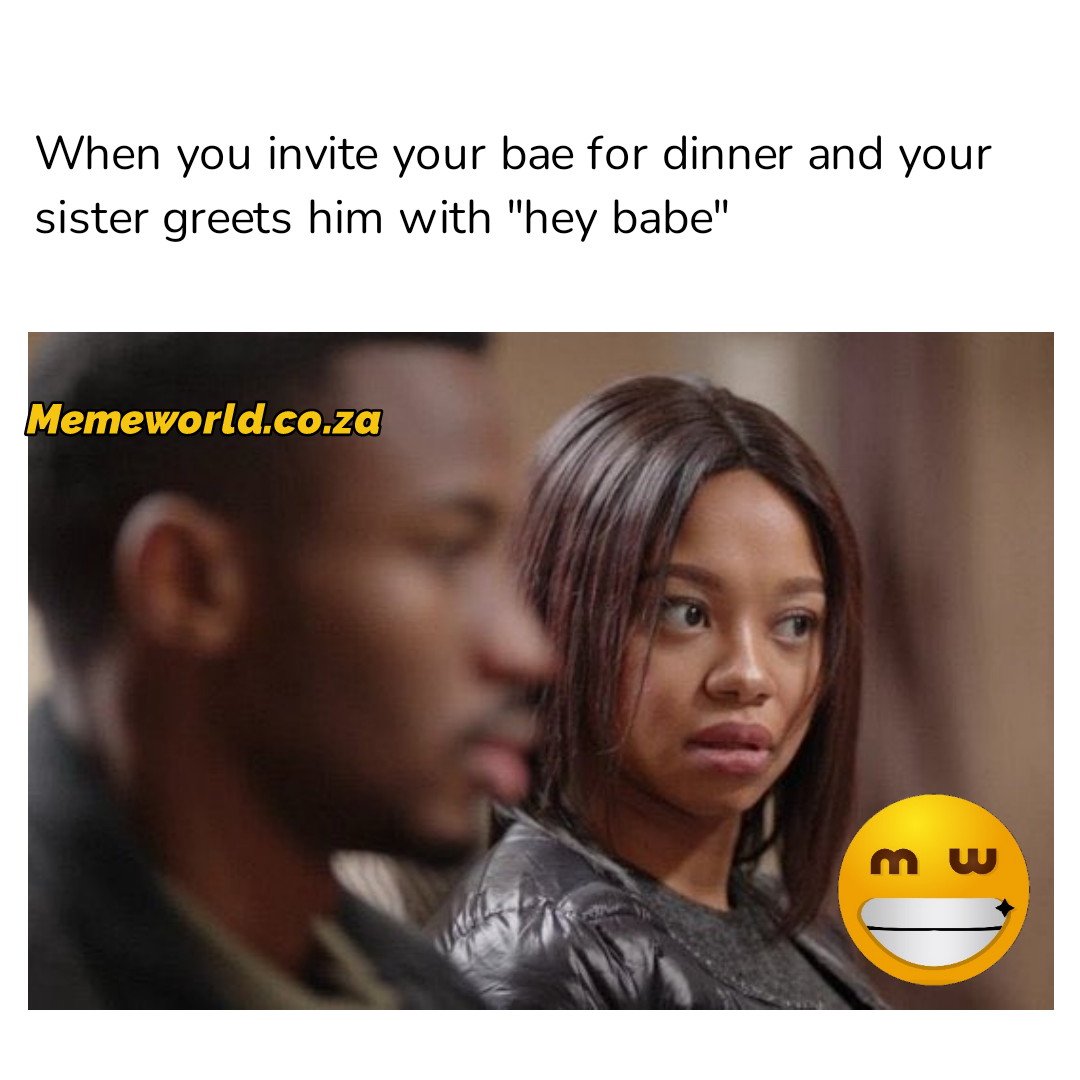 When you invite your bae for dinner and your
sister greets him with "hey babe"
Memeworld.co.za
m w